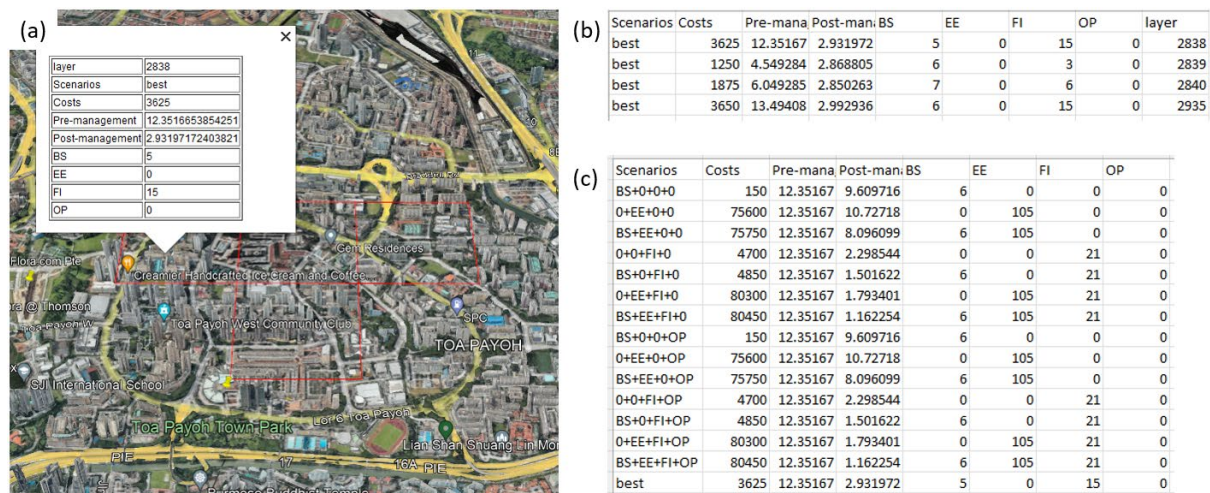 (a)
layer 2838
Scenarios best
Costs 3625
Pre-management 12.3516653854251
Post-management 2.93197172403821
BS 5
EE 0
FI 15
OP 0
Flora com Pte
Gem Residences
Creamier Handcrafted Ice Cream and Coffee
ra @ Thomson
Toa Payoh W
Toa Payoh West Community Club
SPC
TOA PAYOH
SJI International School
Lor 6 Toa Payoh
Toa Payoh Town Park
Lian Shan Shuang Lin Mon
PIE
17
16A PIE
Burmese Buddhist Temple
(b)
Scenarios Costs Pre-mana Post-mana BS EE FI OP layer
best 3625 12.35167 2.931972 5 0 15 0 2838
best 1250 4.549284 2.868805 6 0 3 0 2839
best 1875 6.049285 2.850263 7 0 6 0 2840
best 3650 13.49408 2.992936 6 0 15 0 2935
(c)
Scenarios Costs Pre-mana Post-mana BS EE FI OP
BS+0+0+0 150 12.35167 9.609716 6 0 0 0
0+EE+0+0 75600 12.35167 10.72718 0 105 0 0
BS+EE+0+0 75750 12.35167 8.096099 6 105 0 0
0+0+FI+0 4700 12.35167 2.298544 0 0 21 0
BS+0+FI+0 4850 12.35167 1.501622 6 0 21 0
0+EE+FI+0 80300 12.35167 1.793401 0 105 21 0
BS+EE+FI+0 80450 12.35167 1.162254 6 105 21 0
BS+0+0+OP 150 12.35167 9.609716 6 0 0 0
0+EE+0+OP 75600 12.35167 10.72718 0 105 0 0
BS+EE+0+OP 75750 12.35167 8.096099 6 105 0 0
0+0+FI+OP 4700 12.35167 2.298544 0 0 21 0
BS+0+FI+OP 4850 12.35167 1.501622 6 0 21 0
0+EE+FI+OP 80300 12.35167 1.793401 0 105 21 0
BS+EE+FI+OP 80450 12.35167 1.162254 6 105 21 0
best 3625 12.35167 2.931972 5 0 15 0